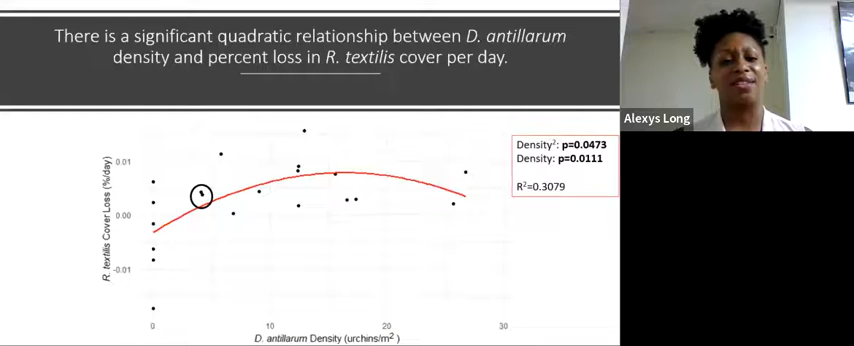 There is a significant quadratic relationship between D. antillarum
density and percent loss in R. textilis cover per day.
Alexys Long
Density²: p=0.0473
Density: p=0.0111
R²=0.3079
R. textilis Cover Loss (%/day)
0.01
0.00
-0.01
0
10
20
30
D. antillarum Density (urchins/m² )